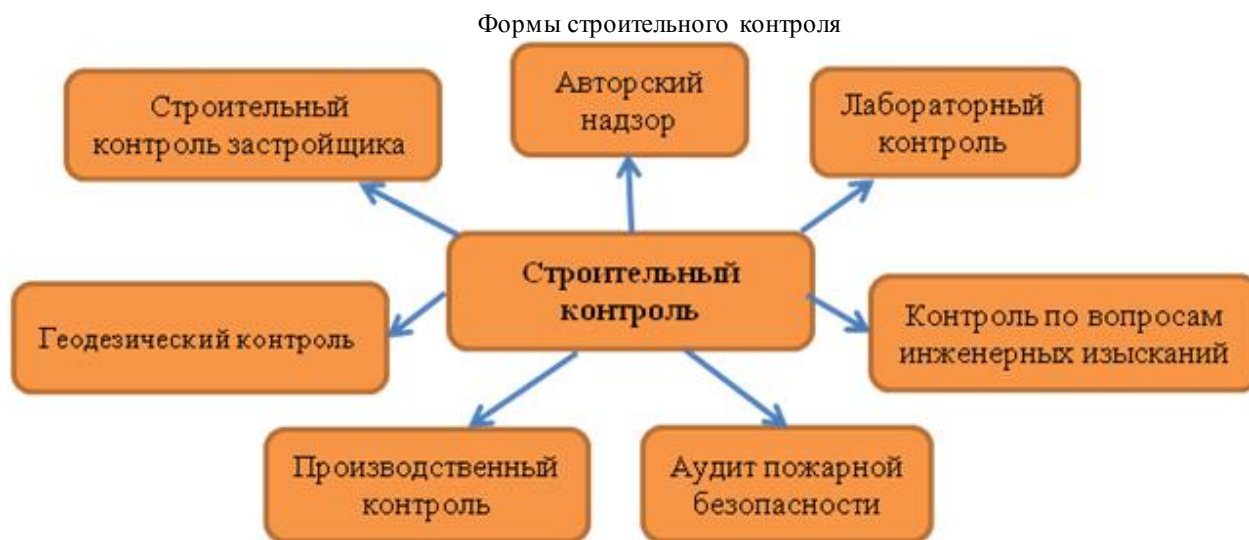 Формы строительного контроля
Строительный
контроль застройщика
Авторский
надзор
Лабораторный
контроль
Строительный
контроль
Геодезический контроль
Контроль по вопросам
инженерных изысканий
Производственный
контроль
Аудит пожарной
безопасности